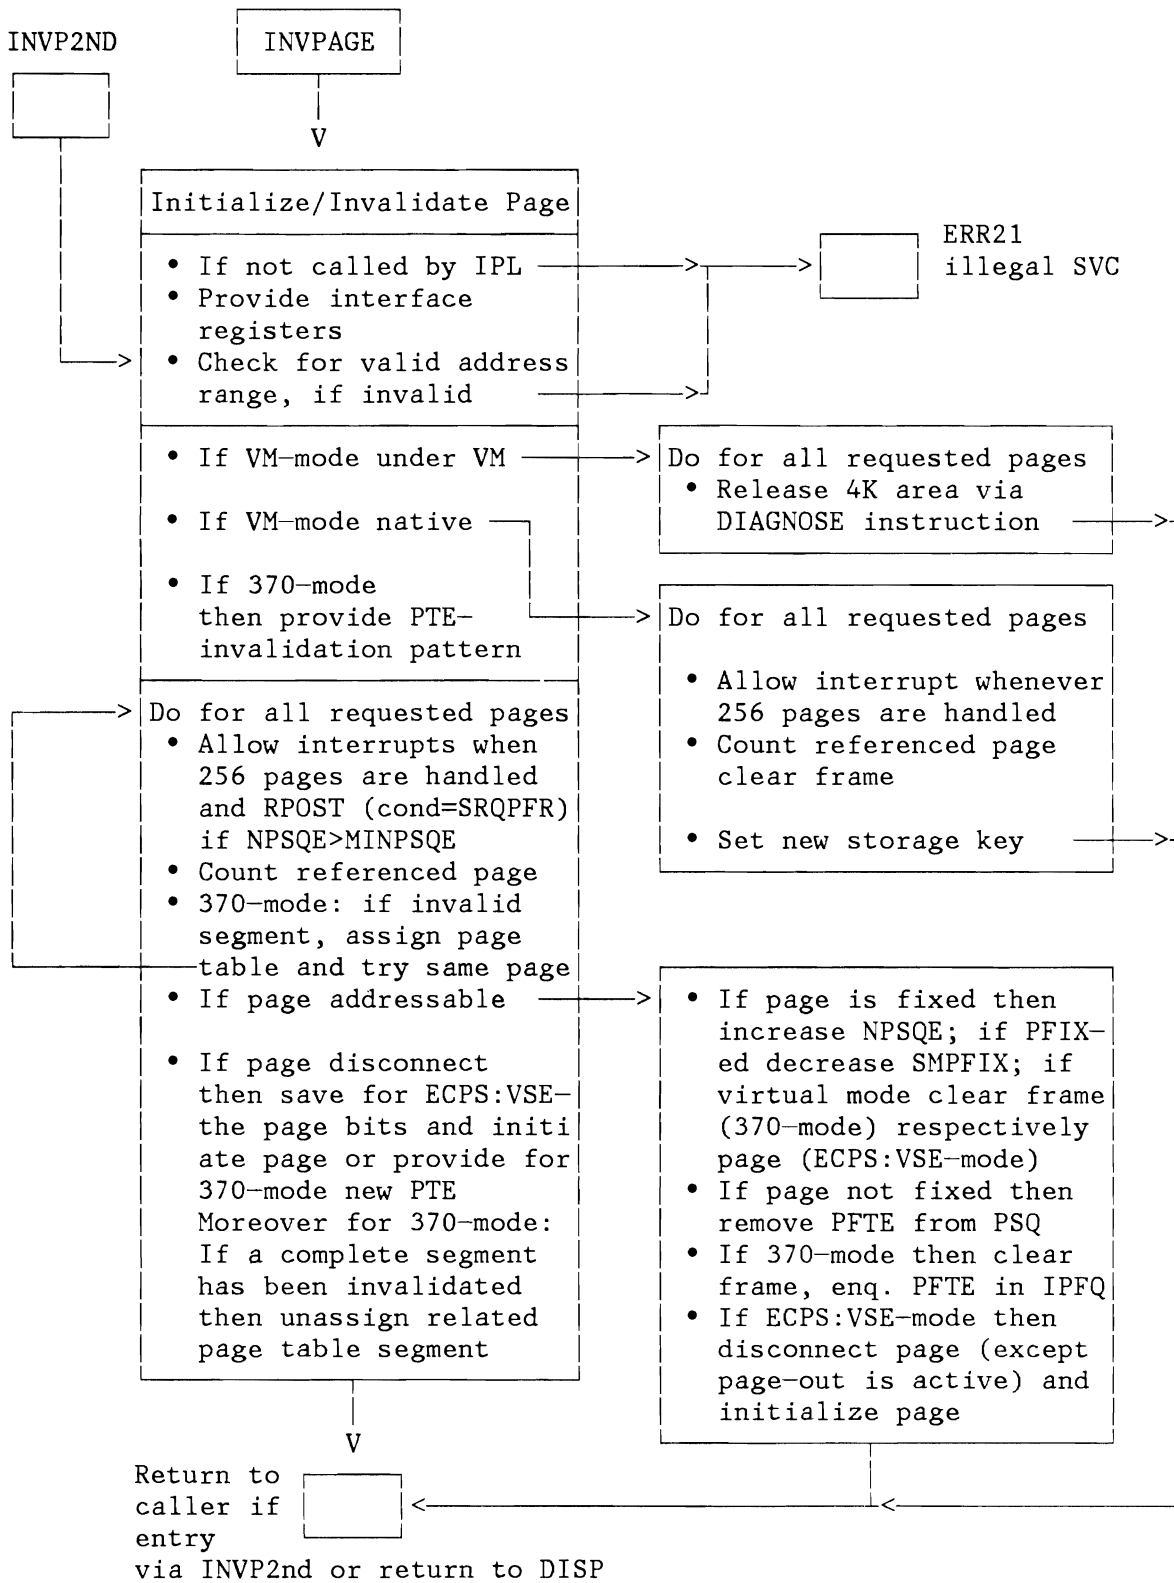 INVP2ND
INVPAGE
V
Initialize/Invalidate Page
• If not called by IPL
• Provide interface
registers
• Check for valid address
range, if invalid
ERR21
illegal SVC
• If VM-mode under VM
• If VM-mode native
• If 370-mode
then provide PTE-
invalidation pattern
Do for all requested pages
• Release 4K area via
DIAGNOSE instruction
Do for all requested pages
• Allow interrupt whenever
256 pages are handled
• Count referenced page
clear frame
• Set new storage key
Do for all requested pages
• Allow interrupts when
256 pages are handled
and RPOST (cond=SRQPFR)
if NPSQE>MINPSQE
• Count referenced page
• 370-mode: if invalid
segment, assign page
table and try same page
• If page addressable
• If page disconnect
then save for ECPS:VSE-
the page bits and initi
ate page or provide for
370-mode new PTE
Moreover for 370-mode:
If a complete segment
has been invalidated
then unassign related
page table segment
• If page is fixed then
increase NPSQE; if PFIX-
ed decrease SMPFIX; if
virtual mode clear frame
(370-mode) respectively
page (ECPS:VSE-mode)
• If page not fixed then
remove PFTE from PSQ
• If 370-mode then clear
frame, enq. PFTE in IPFQ
• If ECPS:VSE-mode then
disconnect page (except
page-out is active) and
initialize page
V
Return to
caller if
entry
via INVP2nd or return to DISP